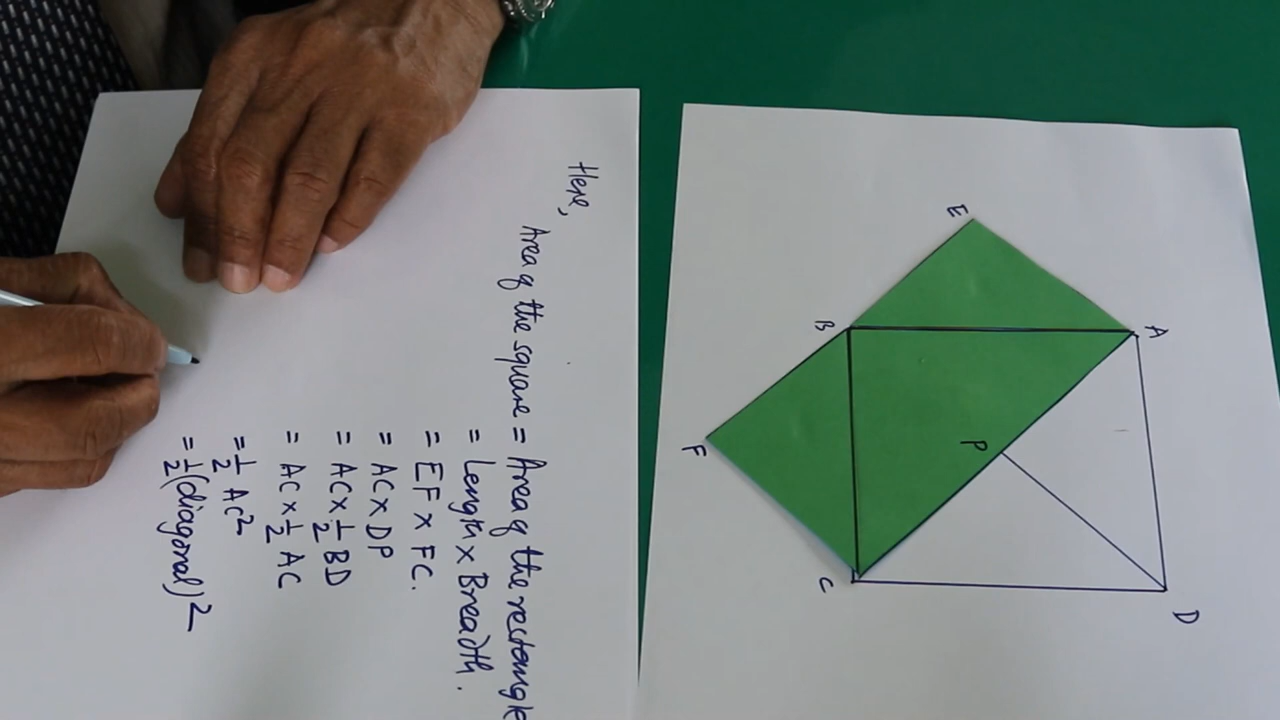 Here,
Area of the square = Area of the rectangle
= Length x Breadth.
= EF x FC.
= AC x DP
= AC x 1/2 BD
= AC x 1/2 AC
= 1/2 AC²
= 1/2 (diagonal)²
E
B
A
F
P
C
D